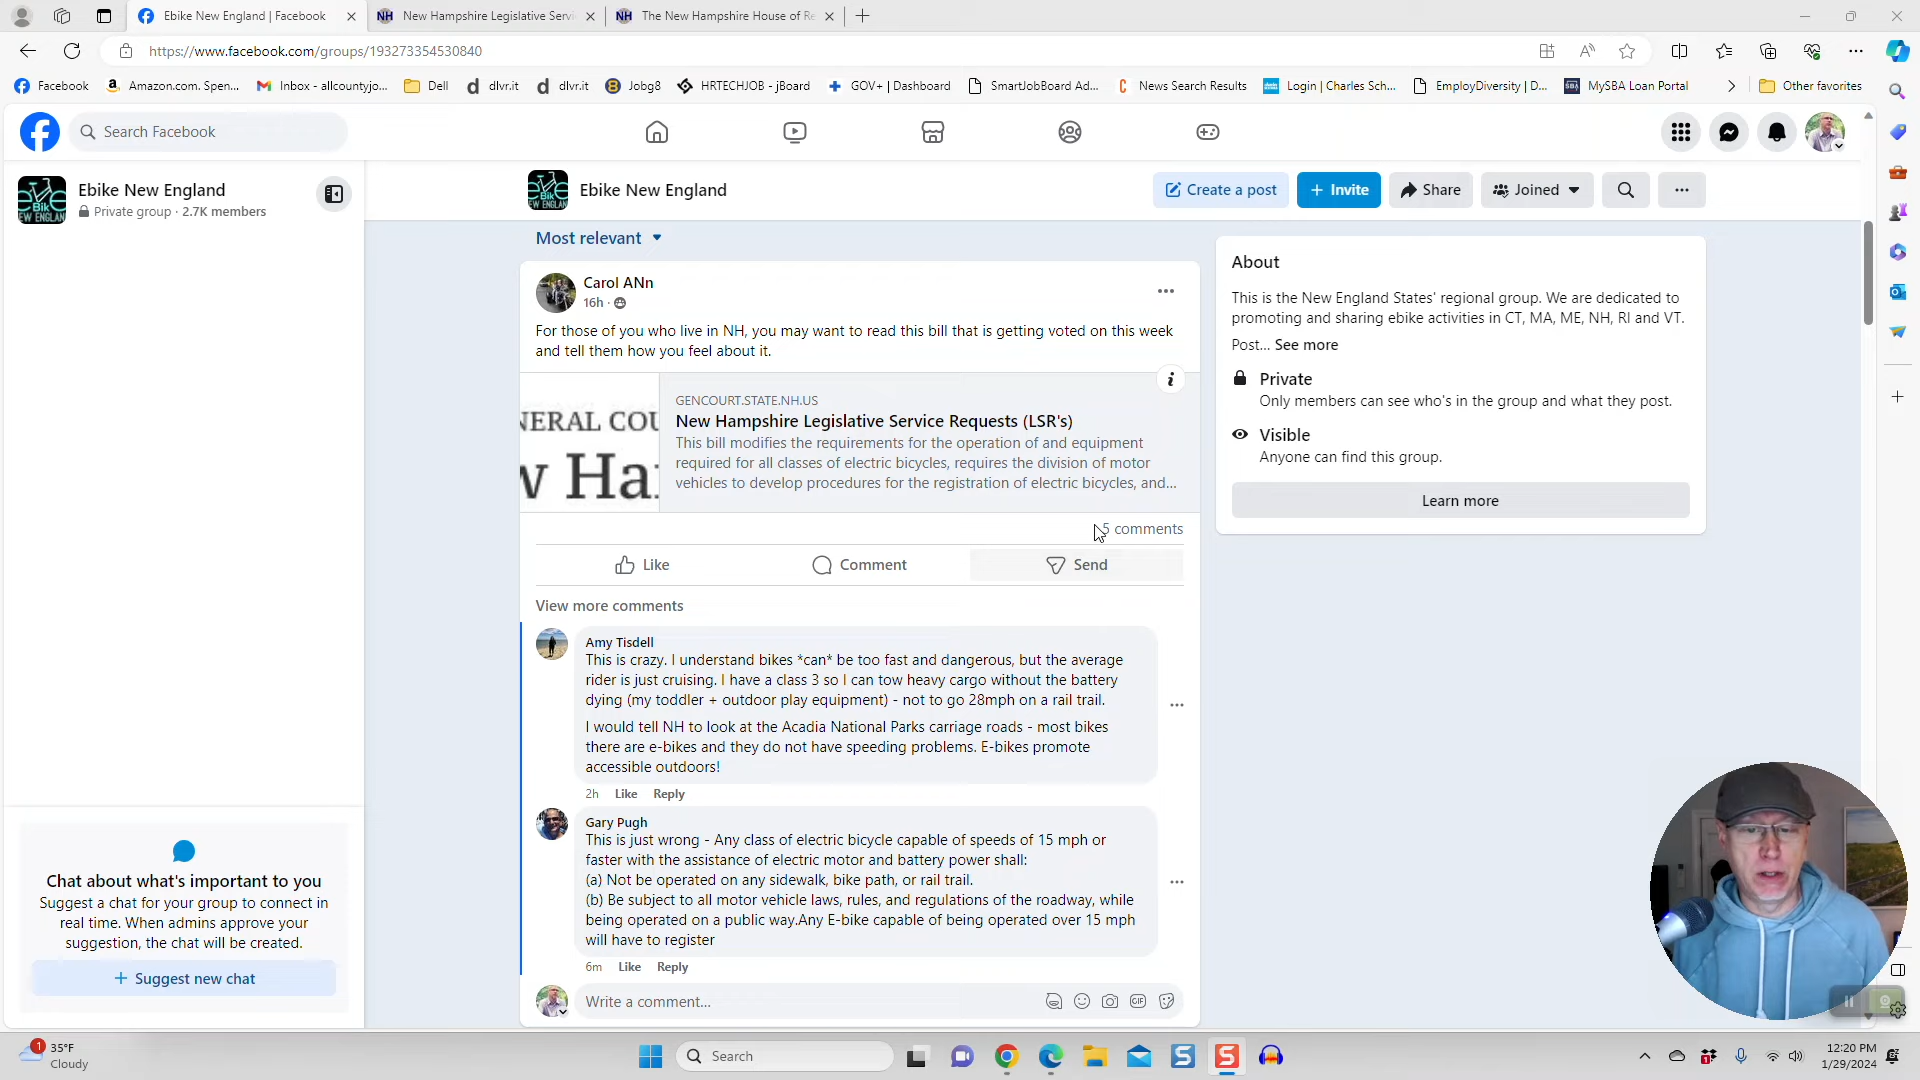 Ebike New England | Facebook
New Hampshire Legislative Servi
The New Hampshire House of Re
https://www.facebook.com/groups/193273354530840
Facebook
Amazon.com. Spen...
Inbox - allcountyjo...
Dell
dlvr.it
dlvr.it
Jobg8
HRTECHJOB - jBoard
GOV+ | Dashboard
SmartJobBoard Ad...
News Search Results
Login | Charles Sch...
EmployDiversity | D...
MySBA Loan Portal
Other favorites
Search Facebook
Ebike New England
Private group · 2.7K members
Ebike New England
Create a post
+ Invite
Share
Joined
Most relevant
Carol ANn
16h ·
For those of you who live in NH, you may want to read this bill that is getting voted on this week
and tell them how you feel about it.
NERAL COU
w Ha
GENCOURT.STATE.NH.US
New Hampshire Legislative Service Requests (LSR's)
This bill modifies the requirements for the operation of and equipment
required for all classes of electric bicycles, requires the division of motor
vehicles to develop procedures for the registration of electric bicycles, and...
5 comments
Like
Comment
Send
View more comments
Amy Tisdell
This is crazy. I understand bikes *can* be too fast and dangerous, but the average
rider is just cruising. I have a class 3 so I can tow heavy cargo without the battery
dying (my toddler + outdoor play equipment) - not to go 28mph on a rail trail.
I would tell NH to look at the Acadia National Parks carriage roads - most bikes
there are e-bikes and they do not have speeding problems. E-bikes promote
accessible outdoors!
2h Like Reply
Gary Pugh
This is just wrong - Any class of electric bicycle capable of speeds of 15 mph or
faster with the assistance of electric motor and battery power shall:
(a) Not be operated on any sidewalk, bike path, or rail trail.
(b) Be subject to all motor vehicle laws, rules, and regulations of the roadway, while
being operated on a public way.Any E-bike capable of being operated over 15 mph
will have to register
6m Like Reply
Write a comment...
GIF
About
This is the New England States' regional group. We are dedicated to
promoting and sharing ebike activities in CT, MA, ME, NH, RI and VT.
Post... See more
Private
Only members can see who's in the group and what they post.
Visible
Anyone can find this group.
Learn more
Chat about what's important to you
Suggest a chat for your group to connect in
real time. When admins approve your
suggestion, the chat will be created.
+ Suggest new chat
1
35°F
Cloudy
Search
12:20 PM
1/29/2024